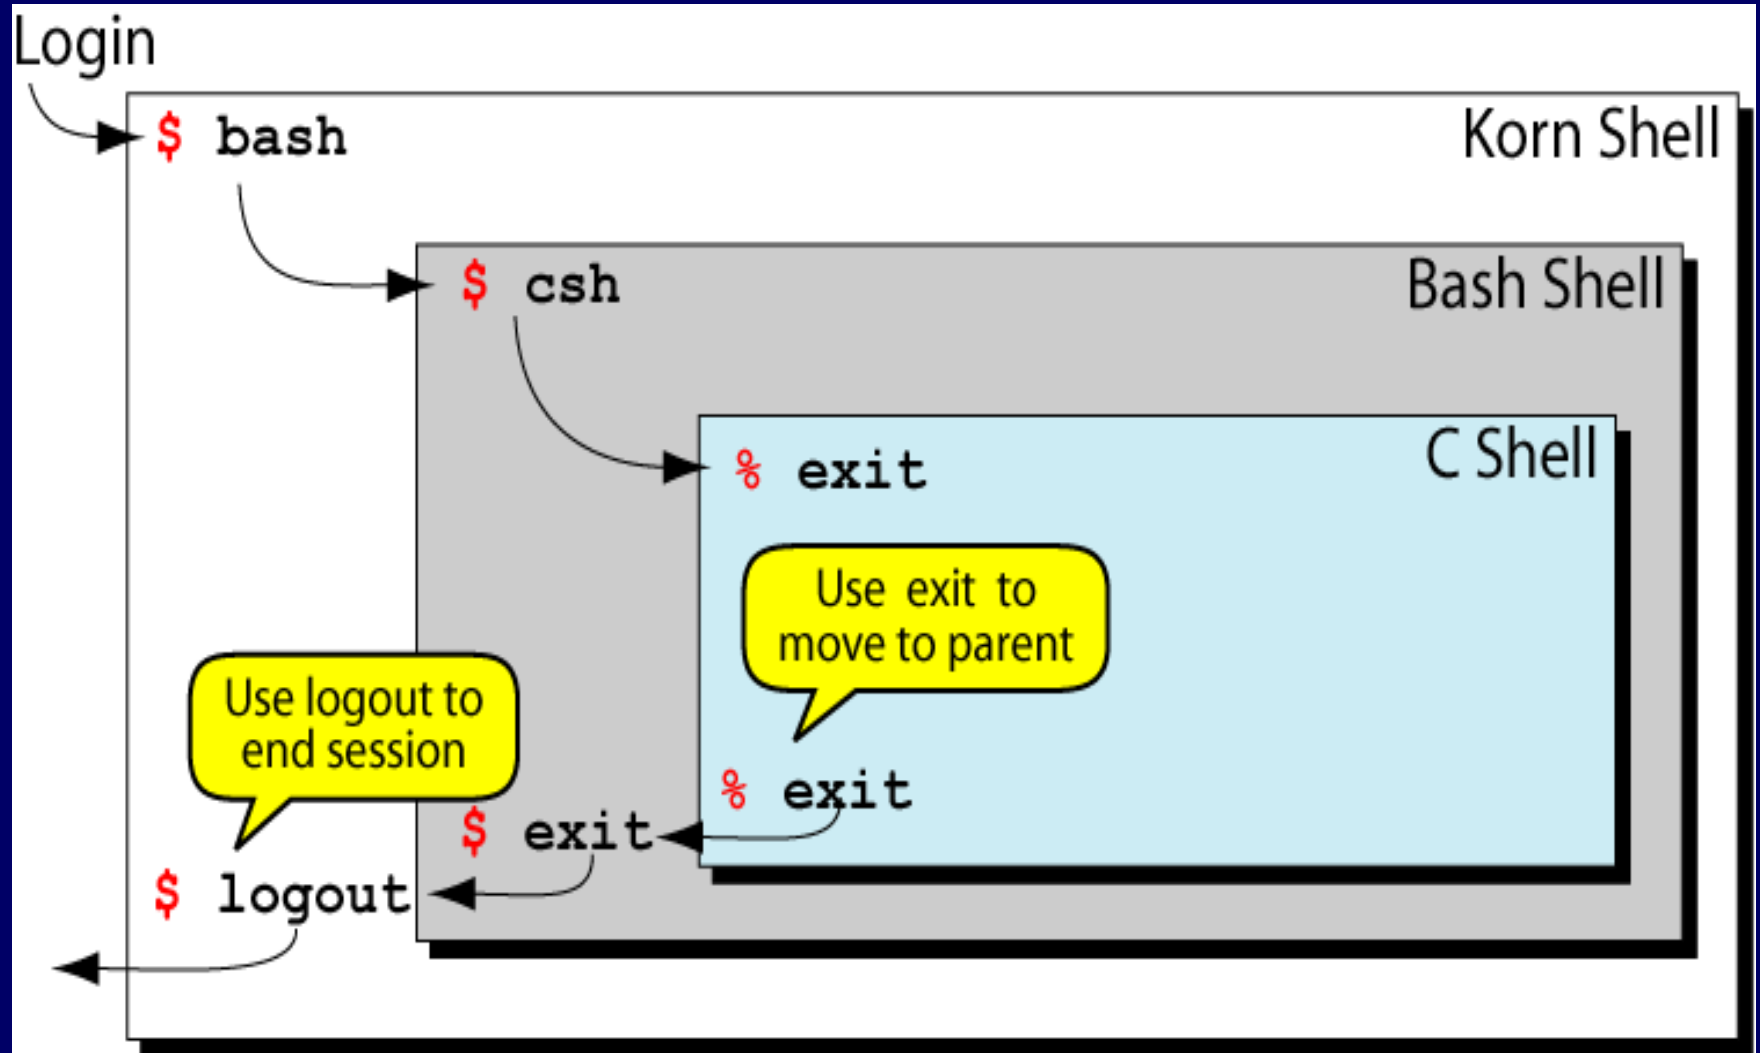 Login
$ bash
Korn Shell
$ csh
Bash Shell
% exit
C Shell
Use exit to
move to parent
Use logout to
end session
% exit
$ exit
$ logout